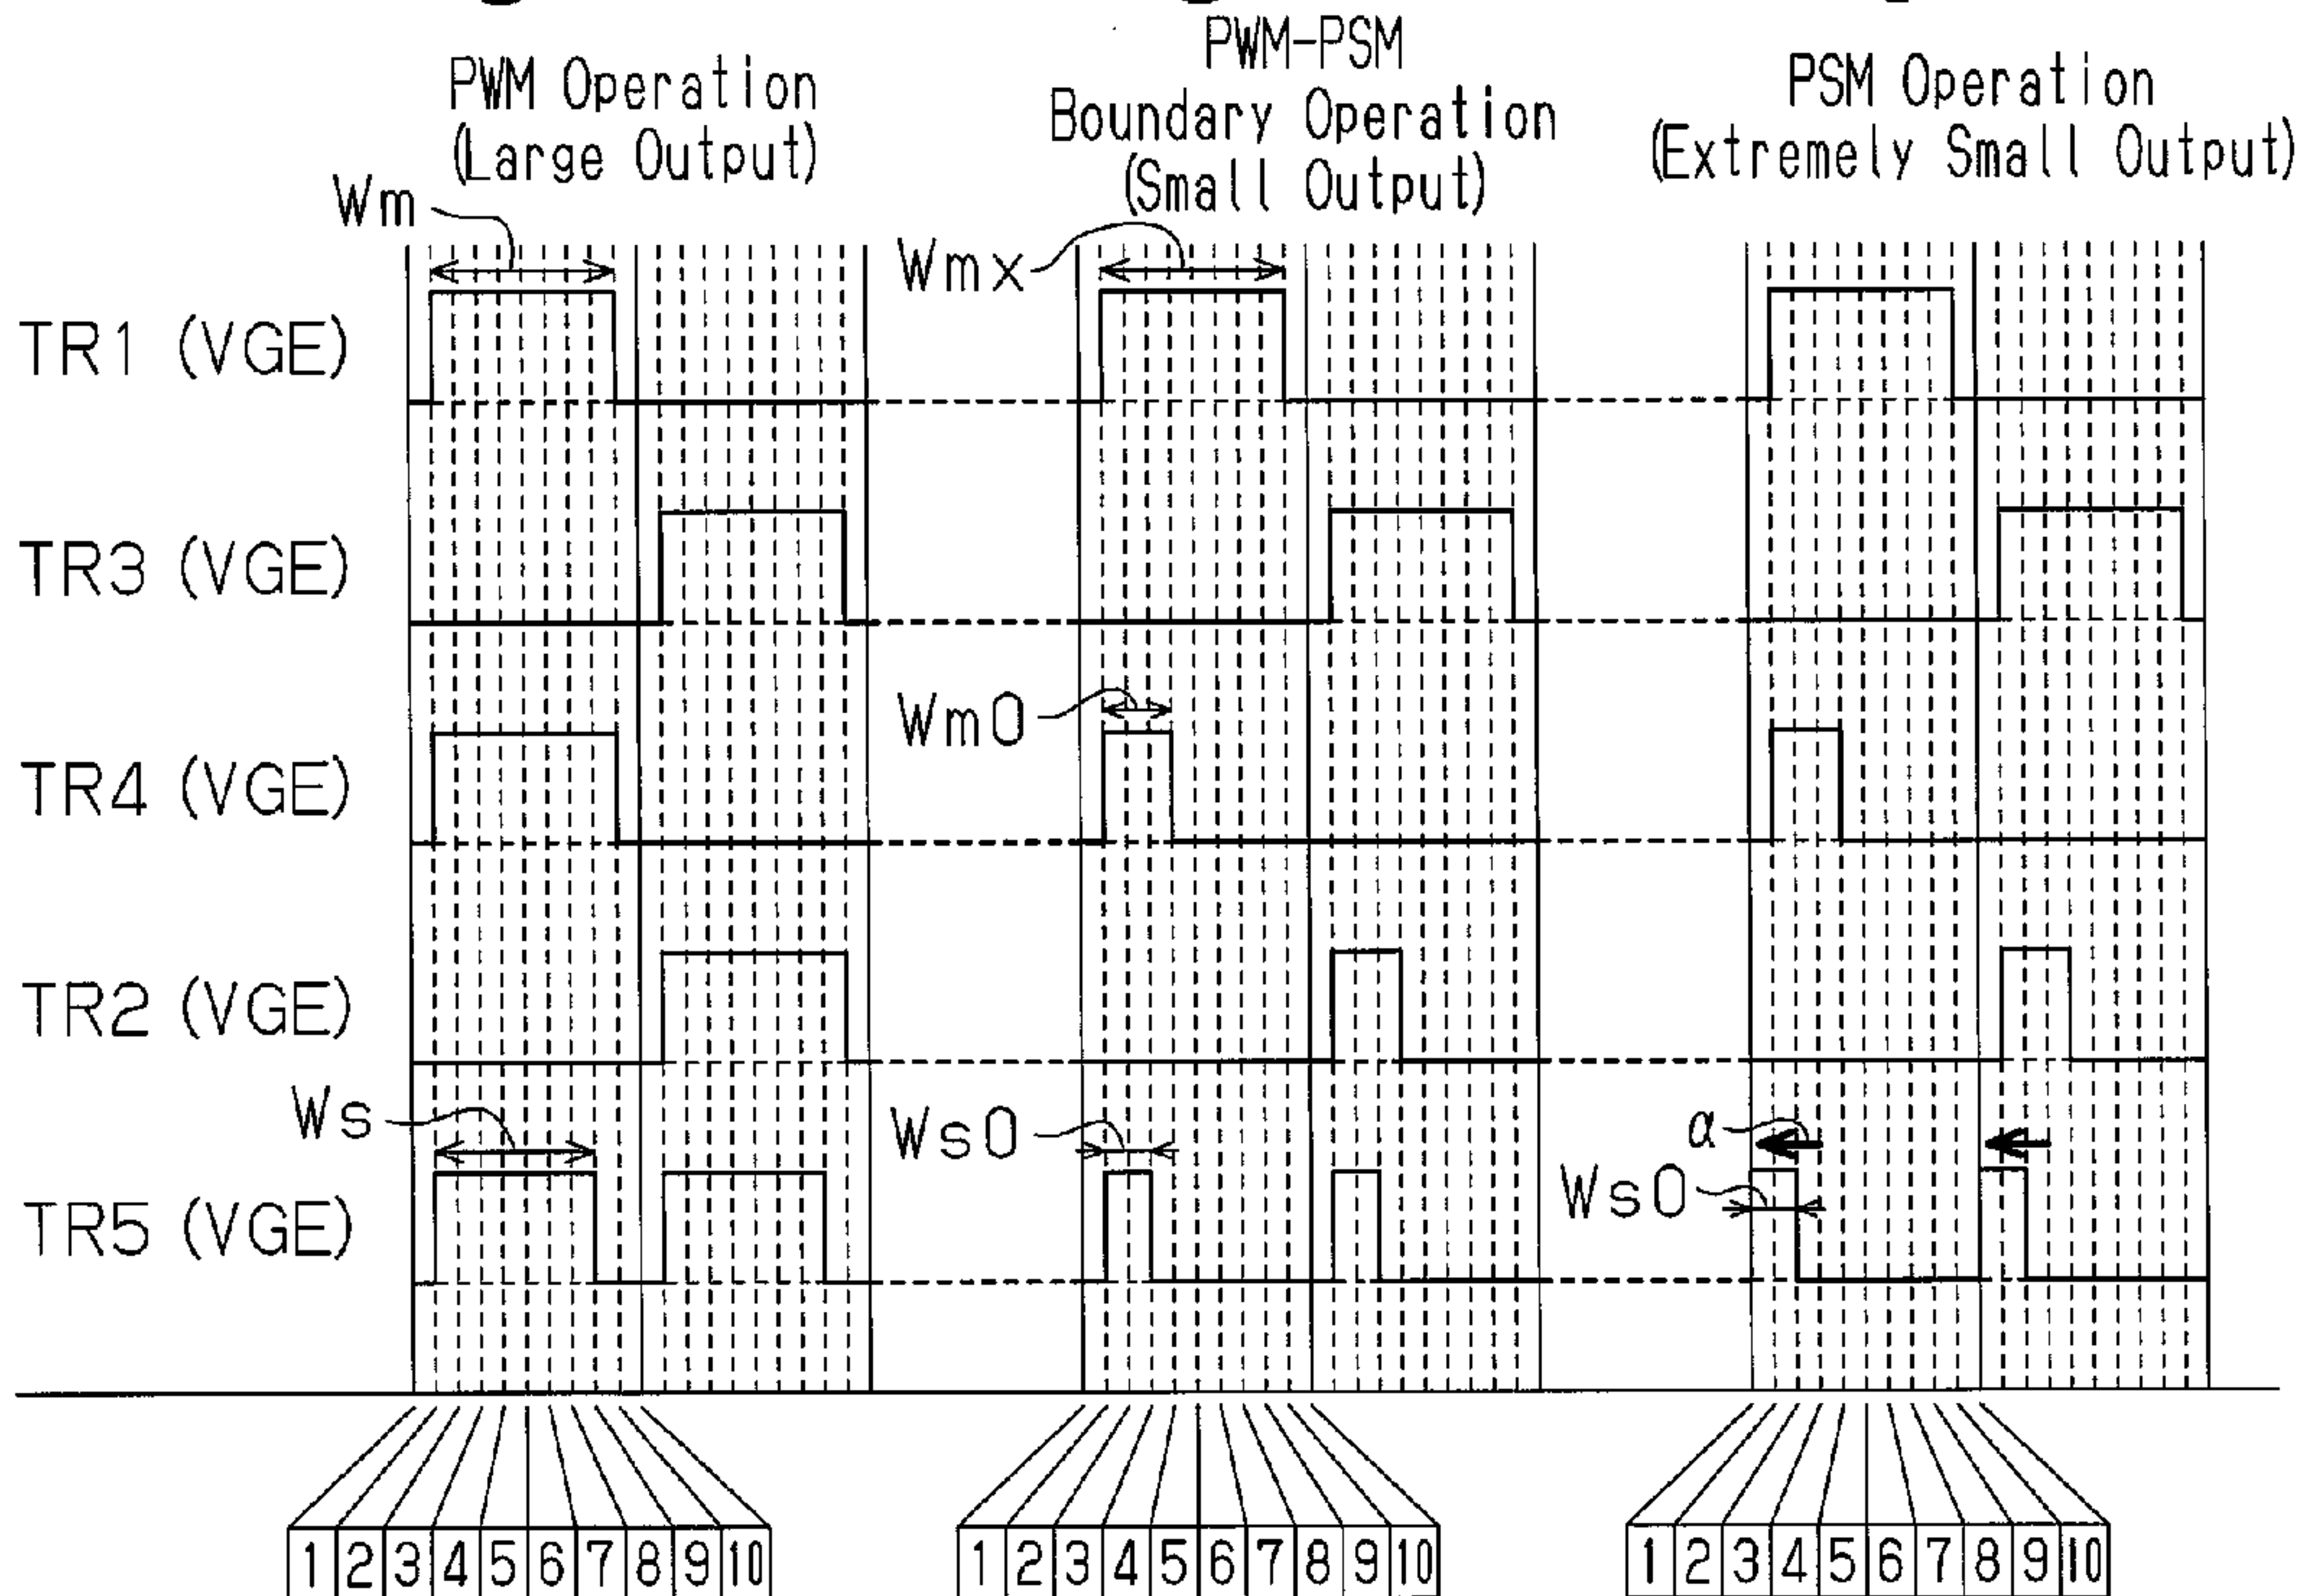 PWM Operation
(Large Output)
PWM-PSM
Boundary Operation
(Small Output)
PSM Operation
(Extremely Small Output)
Wm
Wmx
TR1 (VGE)
TR3 (VGE)
Wm0
TR4 (VGE)
TR2 (VGE)
Ws
Ws0
α
Ws0
TR5 (VGE)
1 2 3 4 5 6 7 8 9 10
1 2 3 4 5 6 7 8 9 10
1 2 3 4 5 6 7 8 9 10